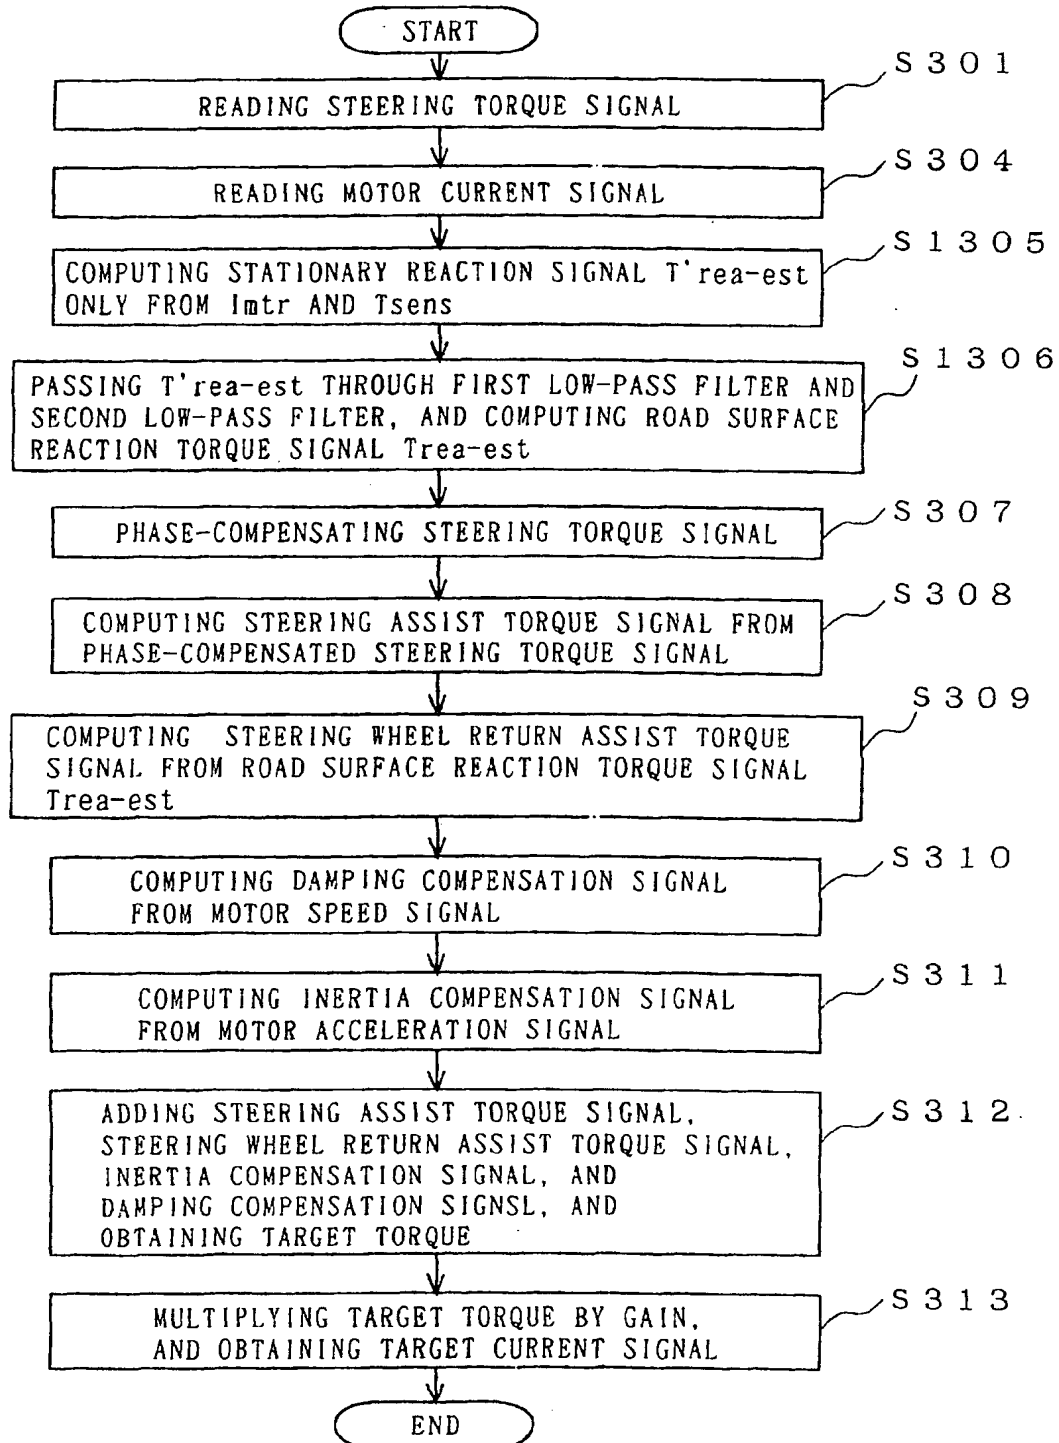 START
S301
READING STEERING TORQUE SIGNAL
S304
READING MOTOR CURRENT SIGNAL
S1305
COMPUTING STATIONARY REACTION SIGNAL T'rea-est
ONLY FROM Imtr AND Tsens
S1306
PASSING T'rea-est THROUGH FIRST LOW-PASS FILTER AND
SECOND LOW-PASS FILTER, AND COMPUTING ROAD SURFACE
REACTION TORQUE SIGNAL Trea-est
S307
PHASE-COMPENSATING STEERING TORQUE SIGNAL
S308
COMPUTING STEERING ASSIST TORQUE SIGNAL FROM
PHASE-COMPENSATED STEERING TORQUE SIGNAL
S309
COMPUTING STEERING WHEEL RETURN ASSIST TORQUE
SIGNAL FROM ROAD SURFACE REACTION TORQUE SIGNAL
Trea-est
S310
COMPUTING DAMPING COMPENSATION SIGNAL
FROM MOTOR SPEED SIGNAL
S311
COMPUTING INERTIA COMPENSATION SIGNAL
FROM MOTOR ACCELERATION SIGNAL
S312
ADDING STEERING ASSIST TORQUE SIGNAL,
STEERING WHEEL RETURN ASSIST TORQUE SIGNAL,
INERTIA COMPENSATION SIGNAL, AND
DAMPING COMPENSATION SIGNSL, AND
OBTAINING TARGET TORQUE
S313
MULTIPLYING TARGET TORQUE BY GAIN,
AND OBTAINING TARGET CURRENT SIGNAL
END